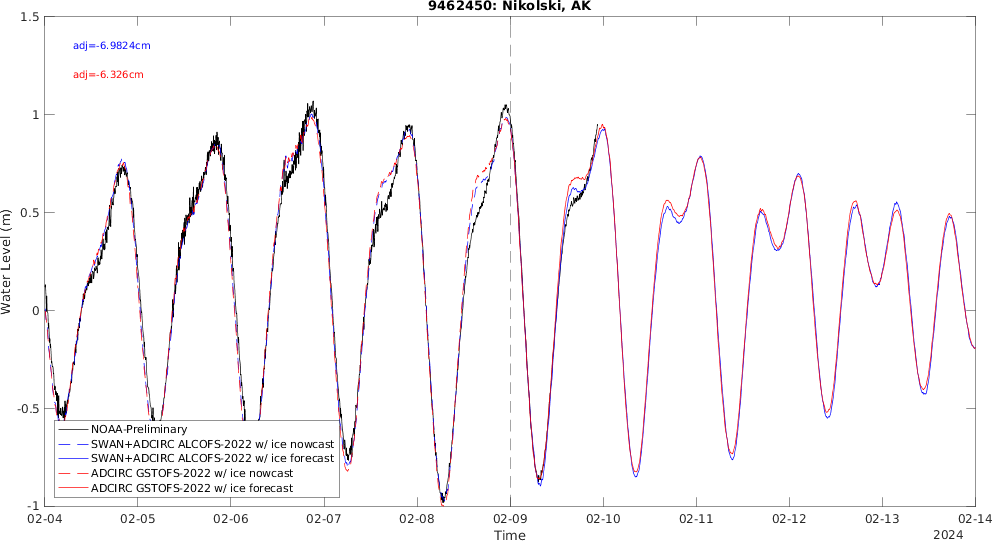 9462450: Nikolski, AK
adj=-6.9824cm
adj=-6.326cm
Water Level (m)
1.5
1
0.5
0
-0.5
-1
NOAA-Preliminary
SWAN+ADCIRC ALCOFS-2022 w/ ice nowcast
SWAN+ADCIRC ALCOFS-2022 w/ ice forecast
ADCIRC GSTOFS-2022 w/ ice nowcast
ADCIRC GSTOFS-2022 w/ ice forecast
02-04 02-05 02-06 02-07 02-08 02-09 02-10 02-11 02-12 02-13 02-14
Time
2024